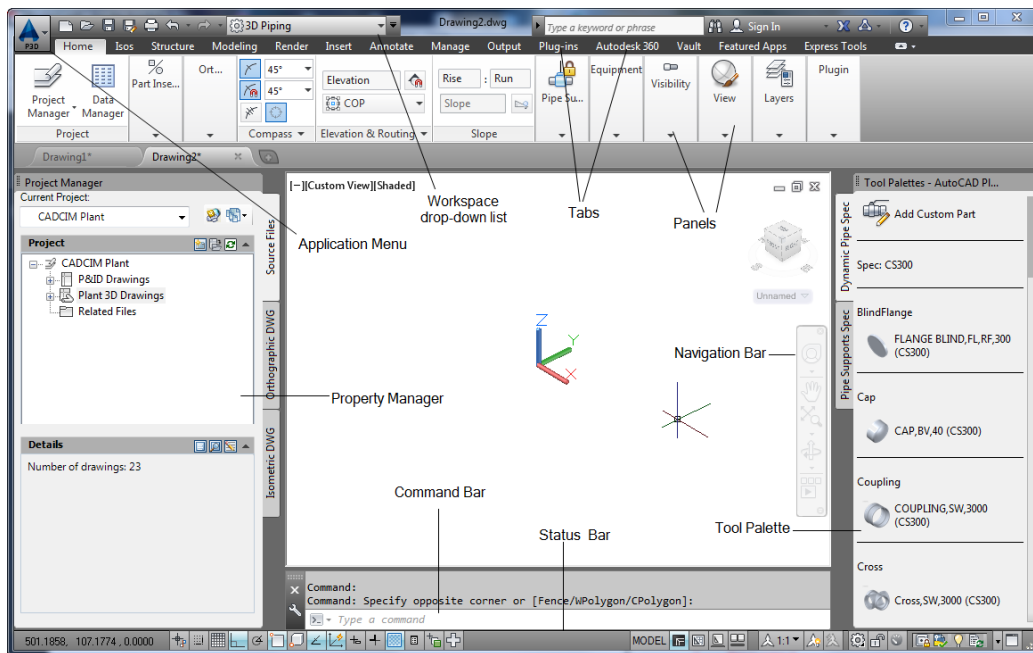 Drawing2.dwg
3D Piping
Type a keyword or phrase
Sign In
P3D
Home Isos Structure Modeling Render Insert Annotate Manage Output Plug-ins Autodesk 360 Vault Featured Apps Express Tools
Project Manager
Data Manager
Part Inse...
Ort...
45°
45°
Elevation
COP
Rise : Run
Slope
Pipe Su...
Equipment
Visibility
View
Layers
Plugin
Project
Compass
Elevation & Routing
Slope
Drawing1*
Drawing2*
Project Manager
Current Project:
CADCIM Plant
Project
CADCIM Plant
P&ID Drawings
Plant 3D Drawings
Related Files
Details
Number of drawings: 23
Source Files
Orthographic DWG
Isometric DWG
[–][Custom View][Shaded]
Workspace
drop-down list
Tabs
Panels
Application Menu
Unnamed
Z
Y
X
Navigation Bar
Property Manager
Command Bar
Status Bar
Tool Palette
Command:
Command: Specify opposite corner or [Fence/WPolygon/CPolygon]:
Type a command
Tool Palettes - AutoCAD Pl...
Dynamic Pipe Spec
Pipe Supports Spec
Add Custom Part
Spec: CS300
BlindFlange
FLANGE BLIND,FL,RF,300
(CS300)
Cap
CAP,BV,40 (CS300)
Coupling
COUPLING,SW,3000
(CS300)
Cross
Cross,SW,3000 (CS300)
501.1858, 107.1774, 0.0000
MODEL
1:1